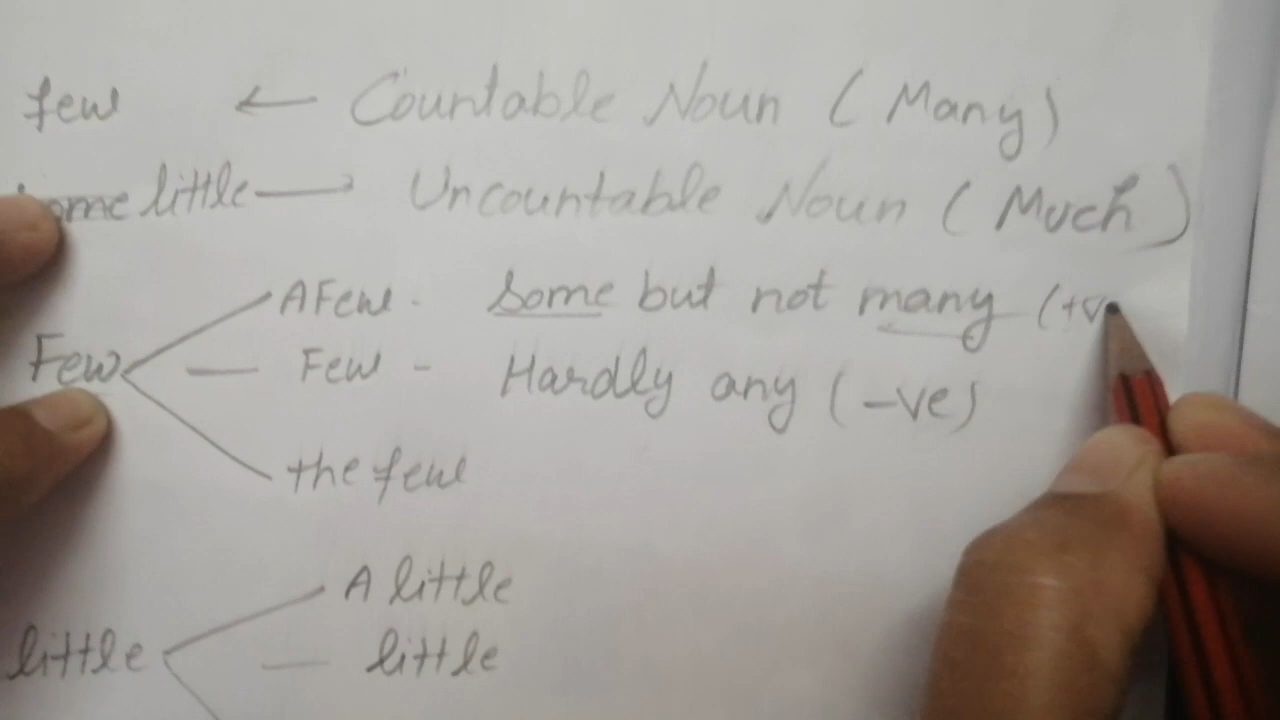 few ← Countable Noun (Many)
ome little → Uncountable Noun (Much)
A Few - Some but not many (+v
Few — Few - Hardly any (-ve)
the few
A little
little — little